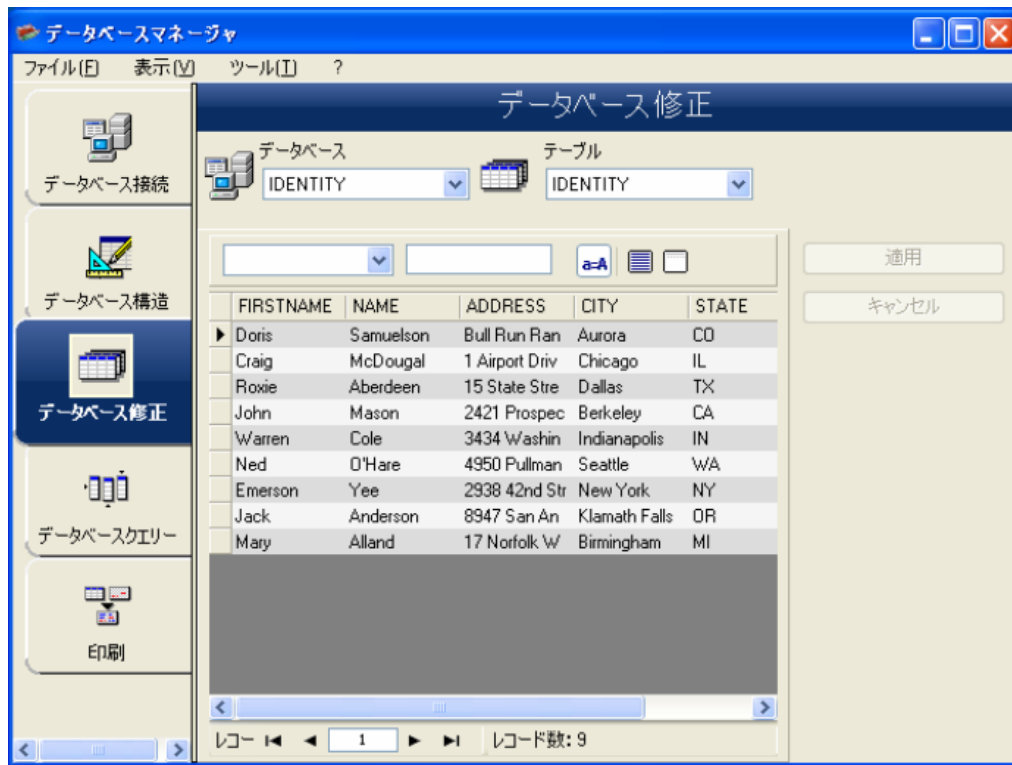 データベースマネージャ
ファイル(F) 表示(V) ツール(T) ?
データベース接続
データベース構造
データベース修正
データベースクエリー
印刷
データベース修正
データベース テーブル
IDENTITY IDENTITY
a=A
適用
キャンセル
FIRSTNAME NAME ADDRESS CITY STATE
Doris Samuelson Bull Run Ran Aurora CO
Craig McDougal 1 Airport Driv Chicago IL
Roxie Aberdeen 15 State Stre Dallas TX
John Mason 2421 Prospec Berkeley CA
Warren Cole 3434 Washin Indianapolis IN
Ned O'Hare 4950 Pullman Seattle WA
Emerson Yee 2938 42nd Str New York NY
Jack Anderson 8947 San An Klamath Falls OR
Mary Alland 17 Norfolk W Birmingham MI
レコー 1 レコード数: 9